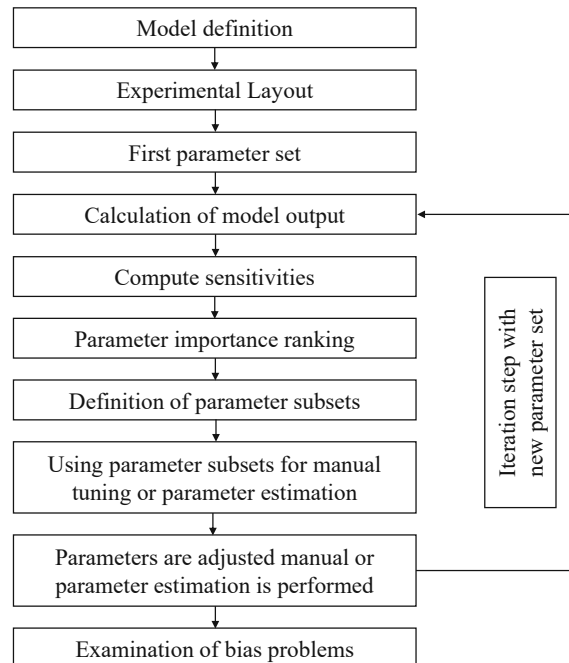 Model definition
Experimental Layout
First parameter set
Calculation of model output
Compute sensitivities
Parameter importance ranking
Definition of parameter subsets
Using parameter subsets for manual
tuning or parameter estimation
Parameters are adjusted manual or
parameter estimation is performed
Examination of bias problems
Iteration step with
new parameter set